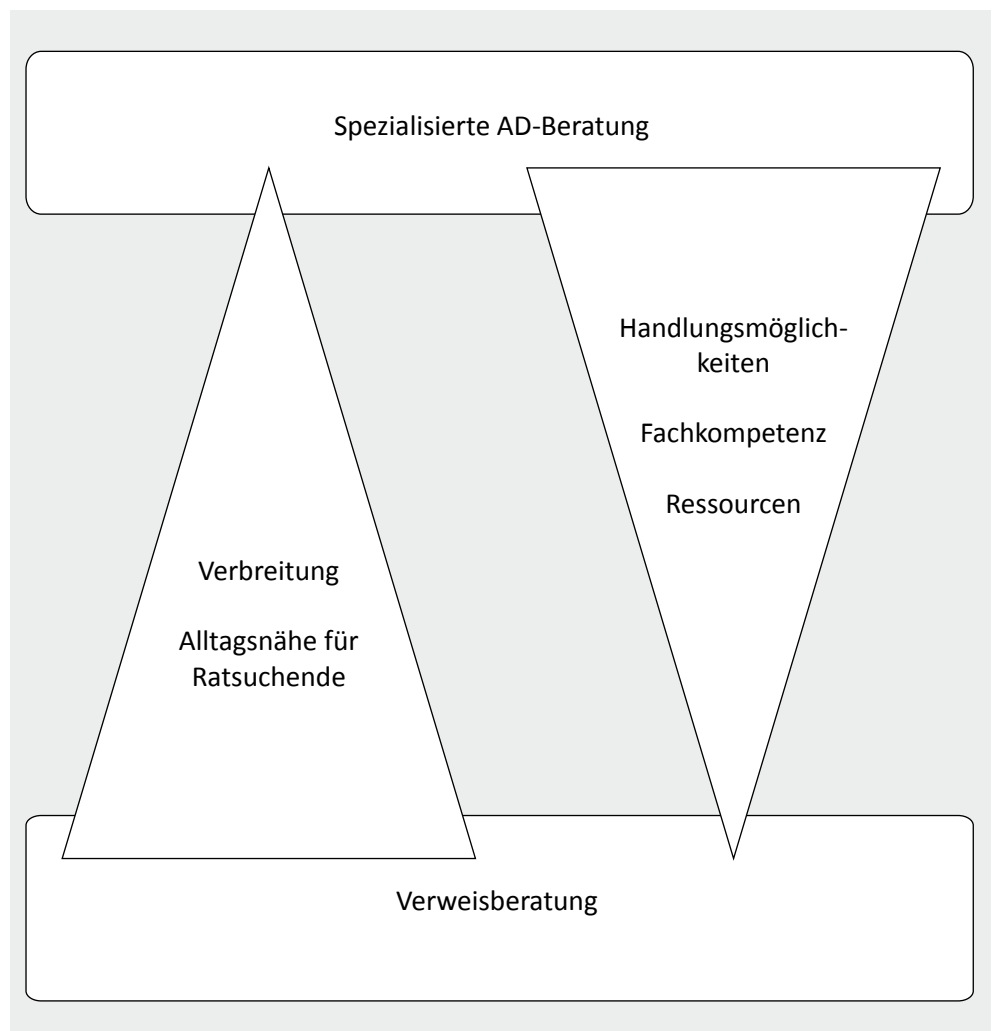 Spezialisierte AD-Beratung
Handlungsmöglich-
keiten
Fachkompetenz
Ressourcen
Verbreitung
Alltagsnähe für
Ratsuchende
Verweisberatung